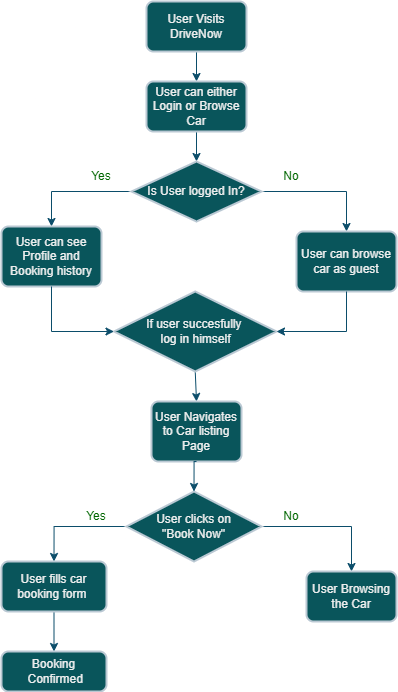 User Visits
DriveNow
User can either
Login or Browse
Car
Is User logged In?
Yes
No
User can see
Profile and
Booking history
User can browse
car as guest
If user succesfully
log in himself
User Navigates
to Car listing
Page
User clicks on
"Book Now"
Yes
No
User fills car
booking form
User Browsing
the Car
Booking
Confirmed